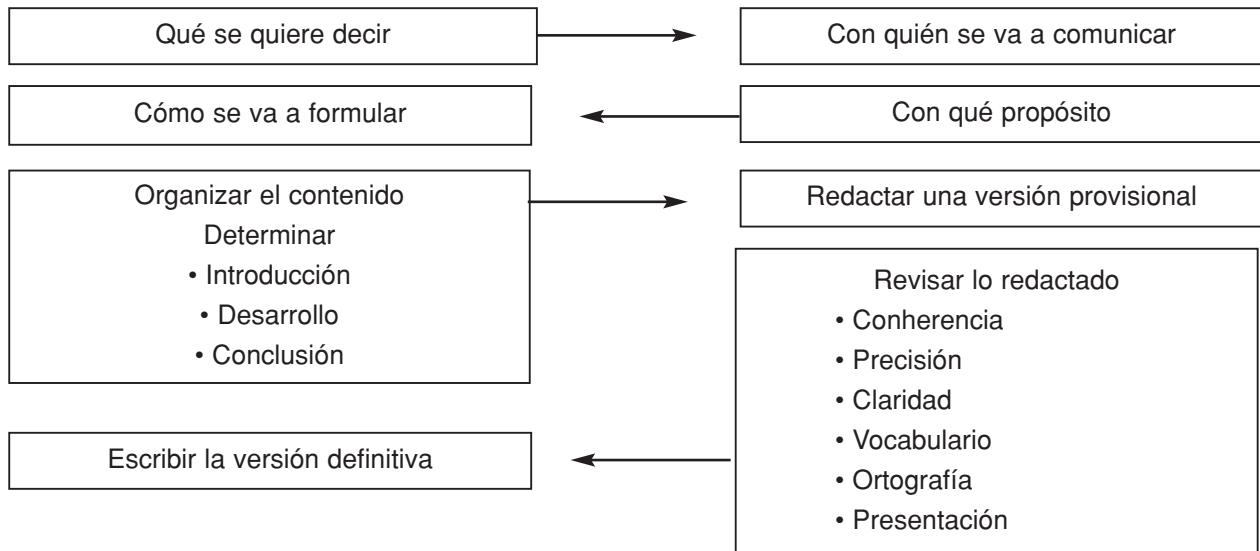 Qué se quiere decir
Con quién se va a comunicar
Cómo se va a formular
Con qué propósito
Organizar el contenido
Determinar
• Introducción
• Desarrollo
• Conclusión
Redactar una versión provisional
Revisar lo redactado
• Conherencia
• Precisión
• Claridad
• Vocabulario
• Ortografía
• Presentación
Escribir la versión definitiva